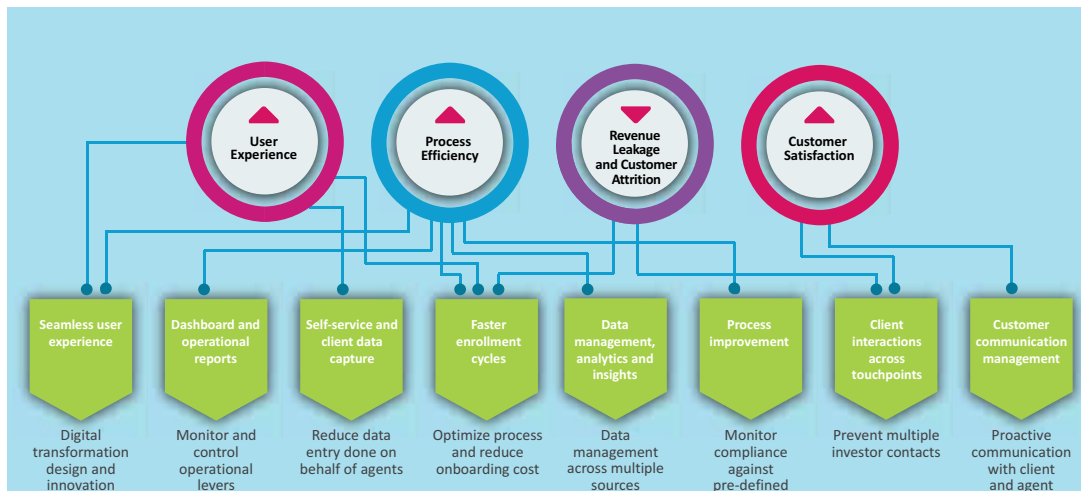 User
Experience
Process
Efficiency
Revenue
Leakage
and Customer
Attrition
Customer
Satisfaction
Seamless user
experience
Dashboard and
operational
reports
Self-service and
client data
capture
Faster
enrollment
cycles
Data
management,
analytics and
insights
Process
improvement
Client
interactions
across
touchpoints
Customer
communication
management
Digital
transformation
design and
innovation
Monitor and
control
operational
levers
Reduce data
entry done on
behalf of agents
Optimize process
and reduce
onboarding cost
Data
management
across multiple
sources
Monitor
compliance
against
pre-defined
Prevent multiple
investor contacts
Proactive
communication
with client
and agent